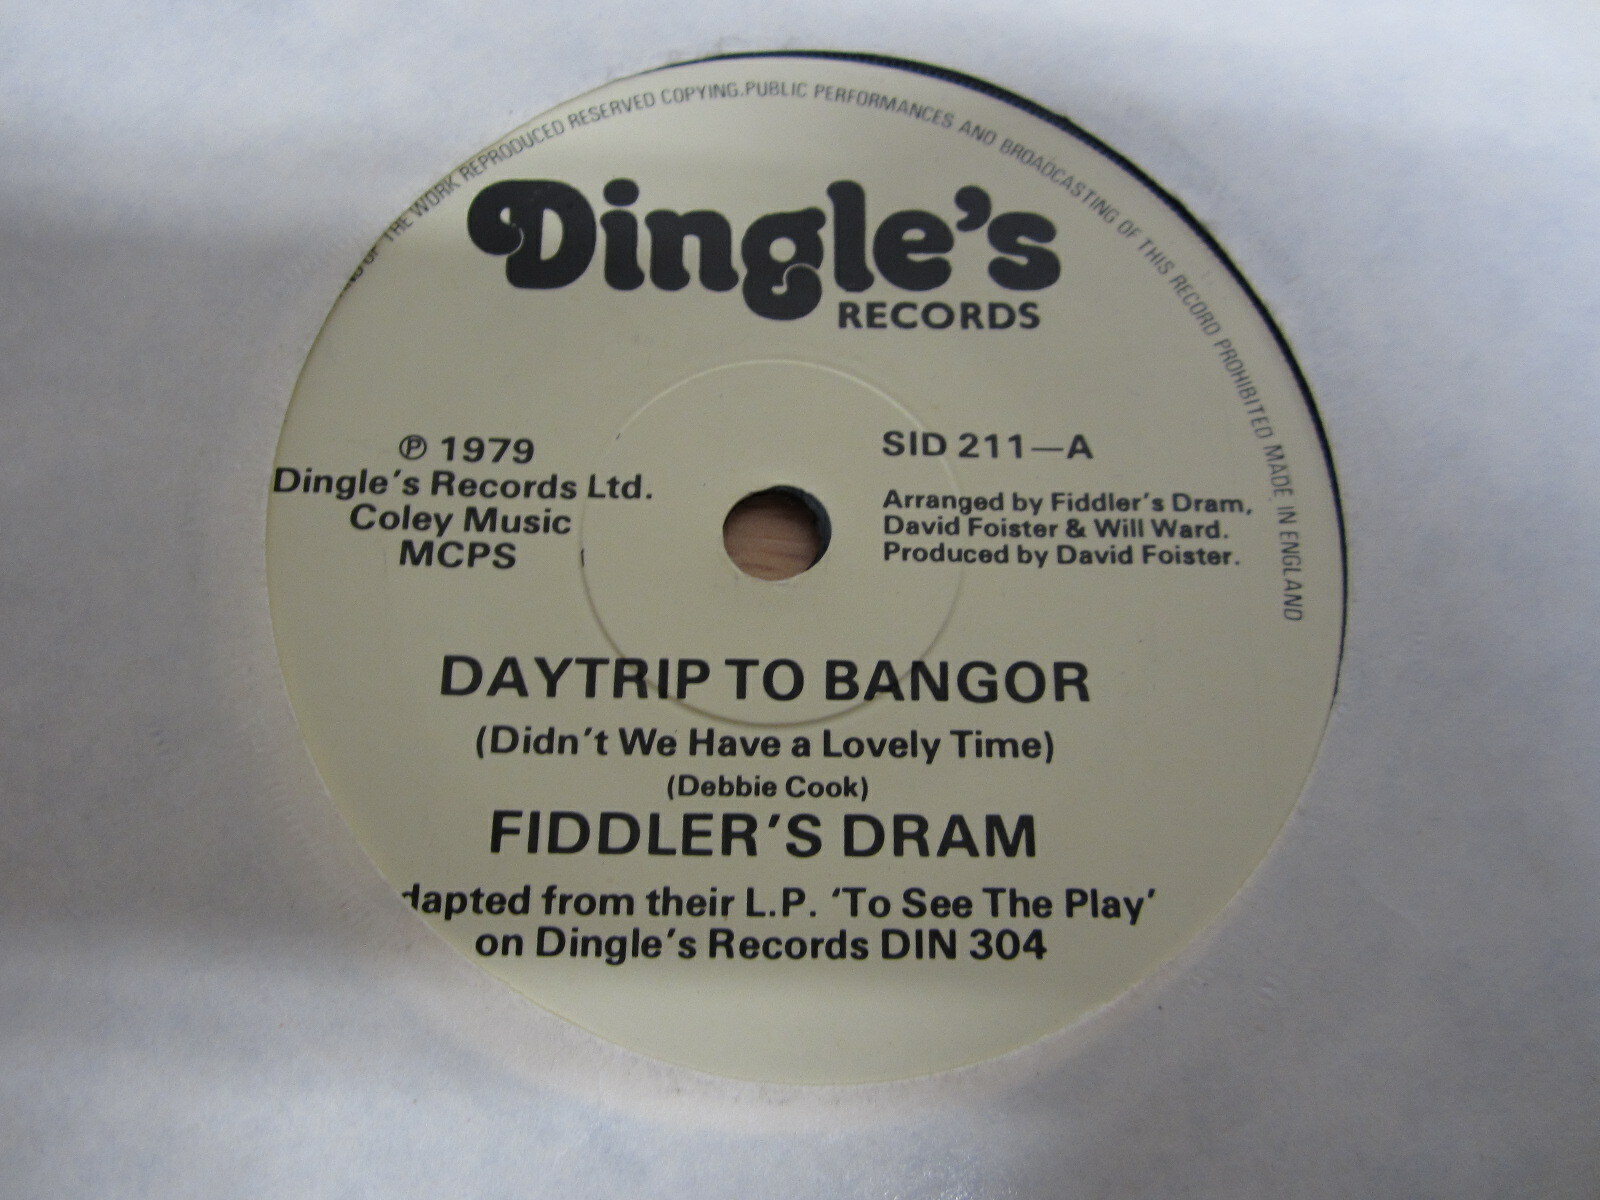 OF THE WORK REPRODUCED RESERVED COPYING.PUBLIC PERFORMANCES AND BROADCASTING OF THIS RECORD PROHIBITED MADE IN ENGLAND
Dingle's
RECORDS
℗ 1979
Dingle's Records Ltd.
Coley Music
MCPS
SID 211—A
Arranged by Fiddler's Dram,
David Foister & Will Ward.
Produced by David Foister.
DAYTRIP TO BANGOR
(Didn't We Have a Lovely Time)
(Debbie Cook)
FIDDLER'S DRAM
dapted from their L.P. 'To See The Play'
on Dingle's Records DIN 304